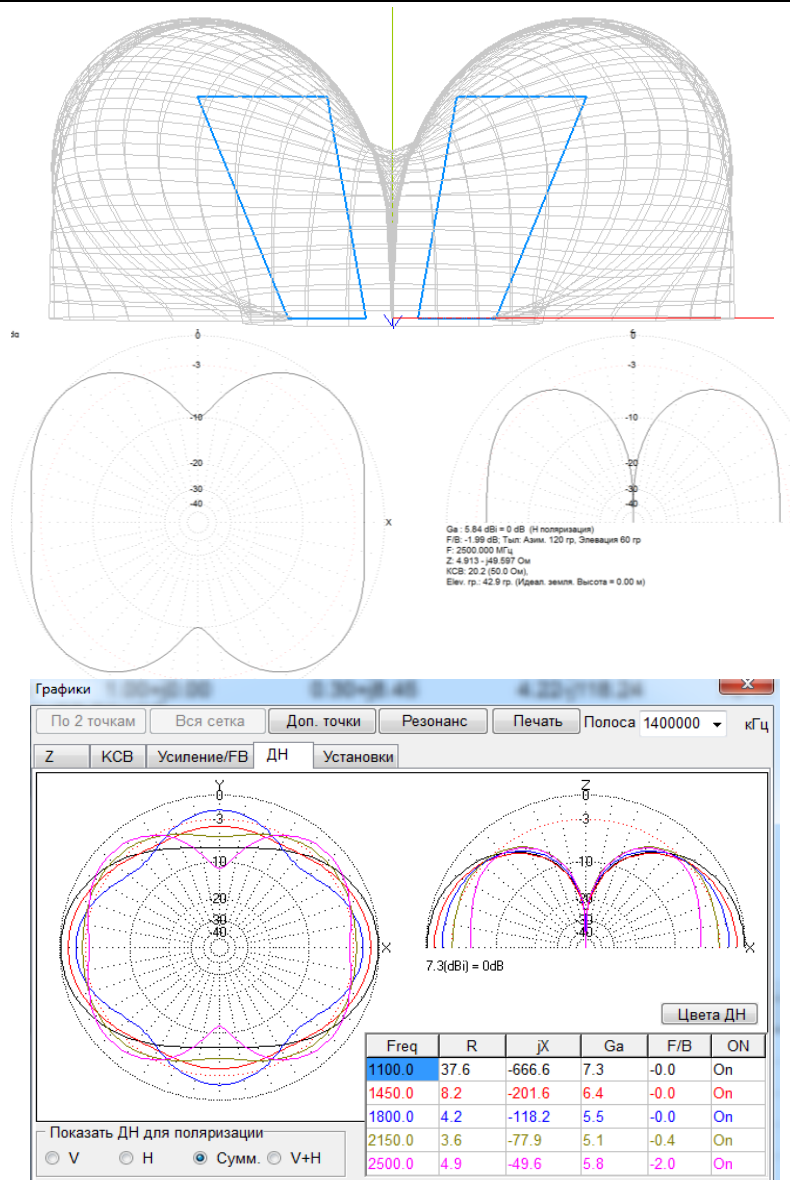 0
-3
-10
-20
-30
-40
X
0
-3
-10
-20
-30
-40
Ga : 5.84 dBi = 0 dB (Н поляризация)
F/B: -1.99 dB; Тыл: Азим. 120 гр, Элевация 60 гр
F: 2500.000 МГц
Z: 4.913 - j49.597 Ом
КСВ: 20.2 (50.0 Ом),
Elev. гр.: 42.9 гр. (Идеал. земля. Высота = 0.00 м)
Графики
По 2 точкам Вся сетка Доп. точки Резонанс Печать Полоса 1400000 кГц
Z КСВ Усиление/FB ДН Установки
Y
0
-3
-10
-20
-30
-40
X
Z
0
-3
-10
-20
-30
-40
X
7.3(dBi) = 0dB
Цвета ДН
Freq R jX Ga F/B ON
1100.0 37.6 -666.6 7.3 -0.0 On
1450.0 8.2 -201.6 6.4 -0.0 On
1800.0 4.2 -118.2 5.5 -0.0 On
2150.0 3.6 -77.9 5.1 -0.4 On
2500.0 4.9 -49.6 5.8 -2.0 On
Показать ДН для поляризации
V H Сумм. V+H